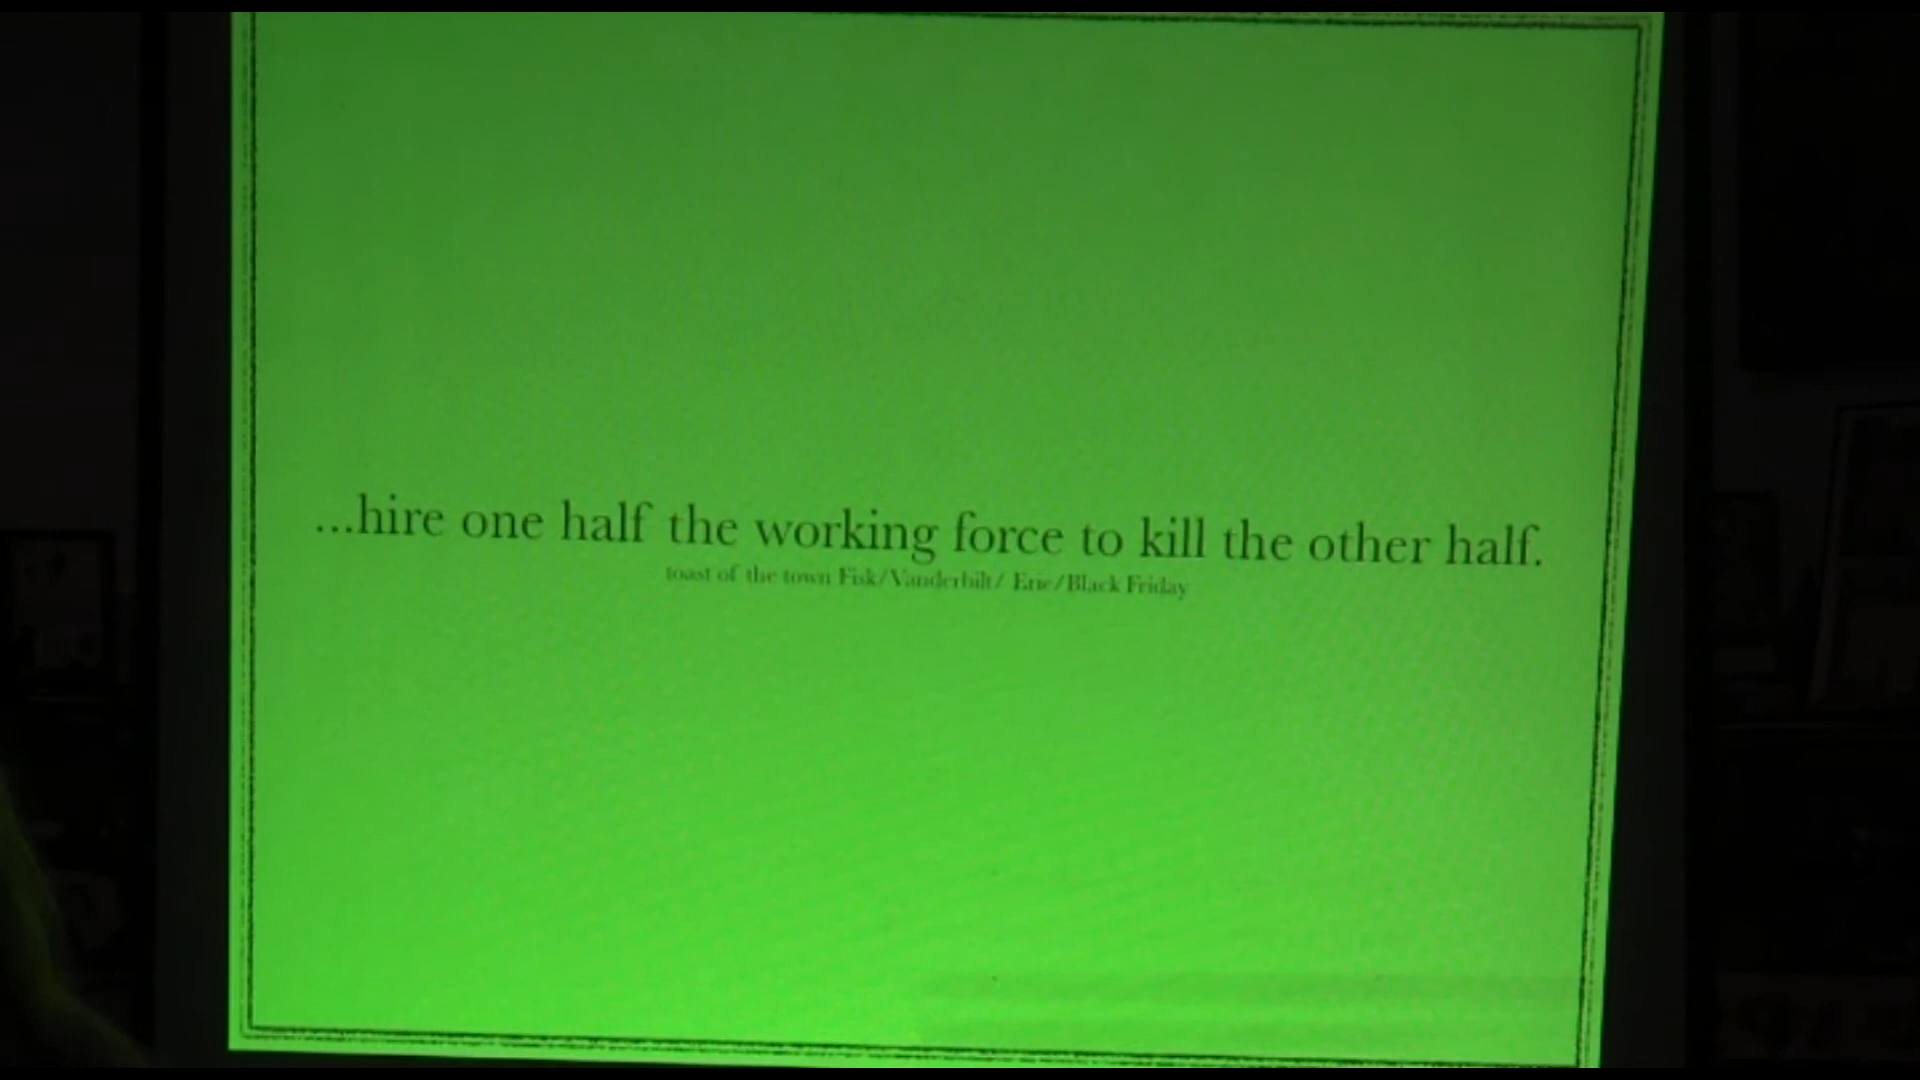 ...hire one half the working force to kill the other half.
toast of the town Fisk/Vanderbilt/ Erie/Black Friday